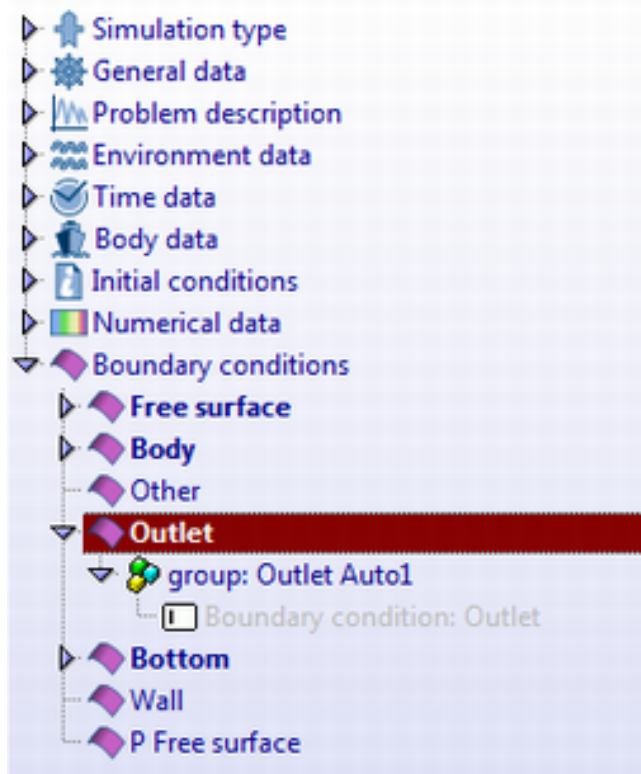 Simulation type
General data
Problem description
Environment data
Time data
Body data
Initial conditions
Numerical data
Boundary conditions
Free surface
Body
Other
Outlet
group: Outlet Auto1
Boundary condition: Outlet
Bottom
Wall
P Free surface